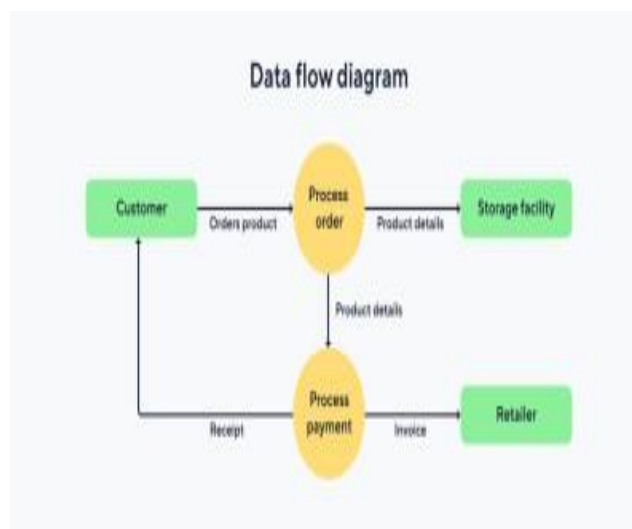 Data flow diagram
Customer
Orders product
Process
order
Product details
Storage facility
Product details
Receipt
Process
payment
Invoice
Retailer